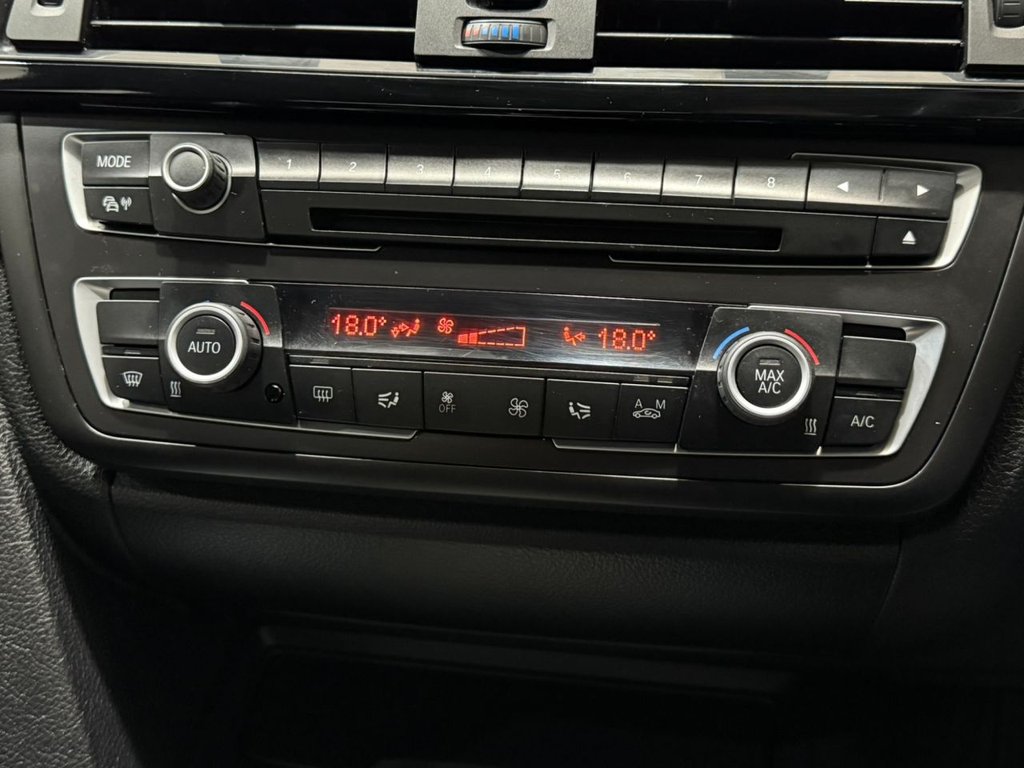 MODE 1 2 3 4 5 6 7 8
18.0° 18.0°
AUTO MAX
A/C
OFF A M A/C